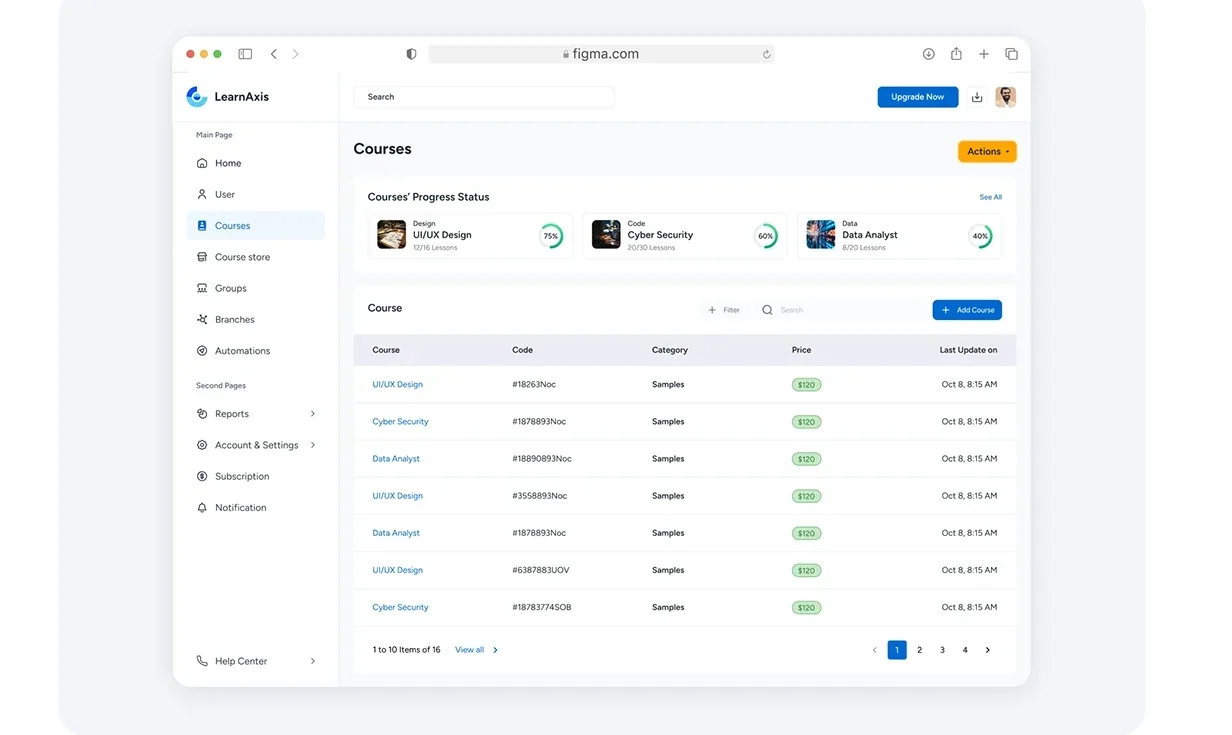 figma.com
LearnAxis
Search
Upgrade Now
Main Page
Home
User
Courses
Course store
Groups
Branches
Automations
Second Pages
Reports
Account & Settings
Subscription
Notification
Help Center
Courses
Actions
Courses' Progress Status
See All
Design
UI/UX Design
12/16 Lessons
75%
Code
Cyber Security
20/30 Lessons
60%
Data
Data Analyst
8/20 Lessons
40%
Course
Filter
Search
Add Course
Course Code Category Price Last Update on
UI/UX Design #18263Noc Samples $120 Oct 8, 8:15 AM
Cyber Security #1878893Noc Samples $120 Oct 8, 8:15 AM
Data Analyst #18890893Noc Samples $120 Oct 8, 8:15 AM
UI/UX Design #3558893Noc Samples $120 Oct 8, 8:15 AM
Data Analyst #1878893Noc Samples $120 Oct 8, 8:15 AM
UI/UX Design #6387883UOV Samples $120 Oct 8, 8:15 AM
Cyber Security #18783774SOB Samples $120 Oct 8, 8:15 AM
1 to 10 Items of 16 View all
1 2 3 4